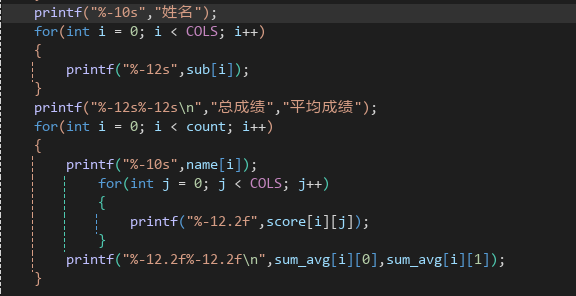 printf("%-10s","姓名");
for(int i = 0; i < COLS; i++)
{
printf("%-12s",sub[i]);
}
printf("%-12s%-12s\n","总成绩","平均成绩");
for(int i = 0; i < count; i++)
{
printf("%-10s",name[i]);
for(int j = 0; j < COLS; j++)
{
printf("%-12.2f",score[i][j]);
}
printf("%-12.2f%-12.2f\n",sum_avg[i][0],sum_avg[i][1]);
}